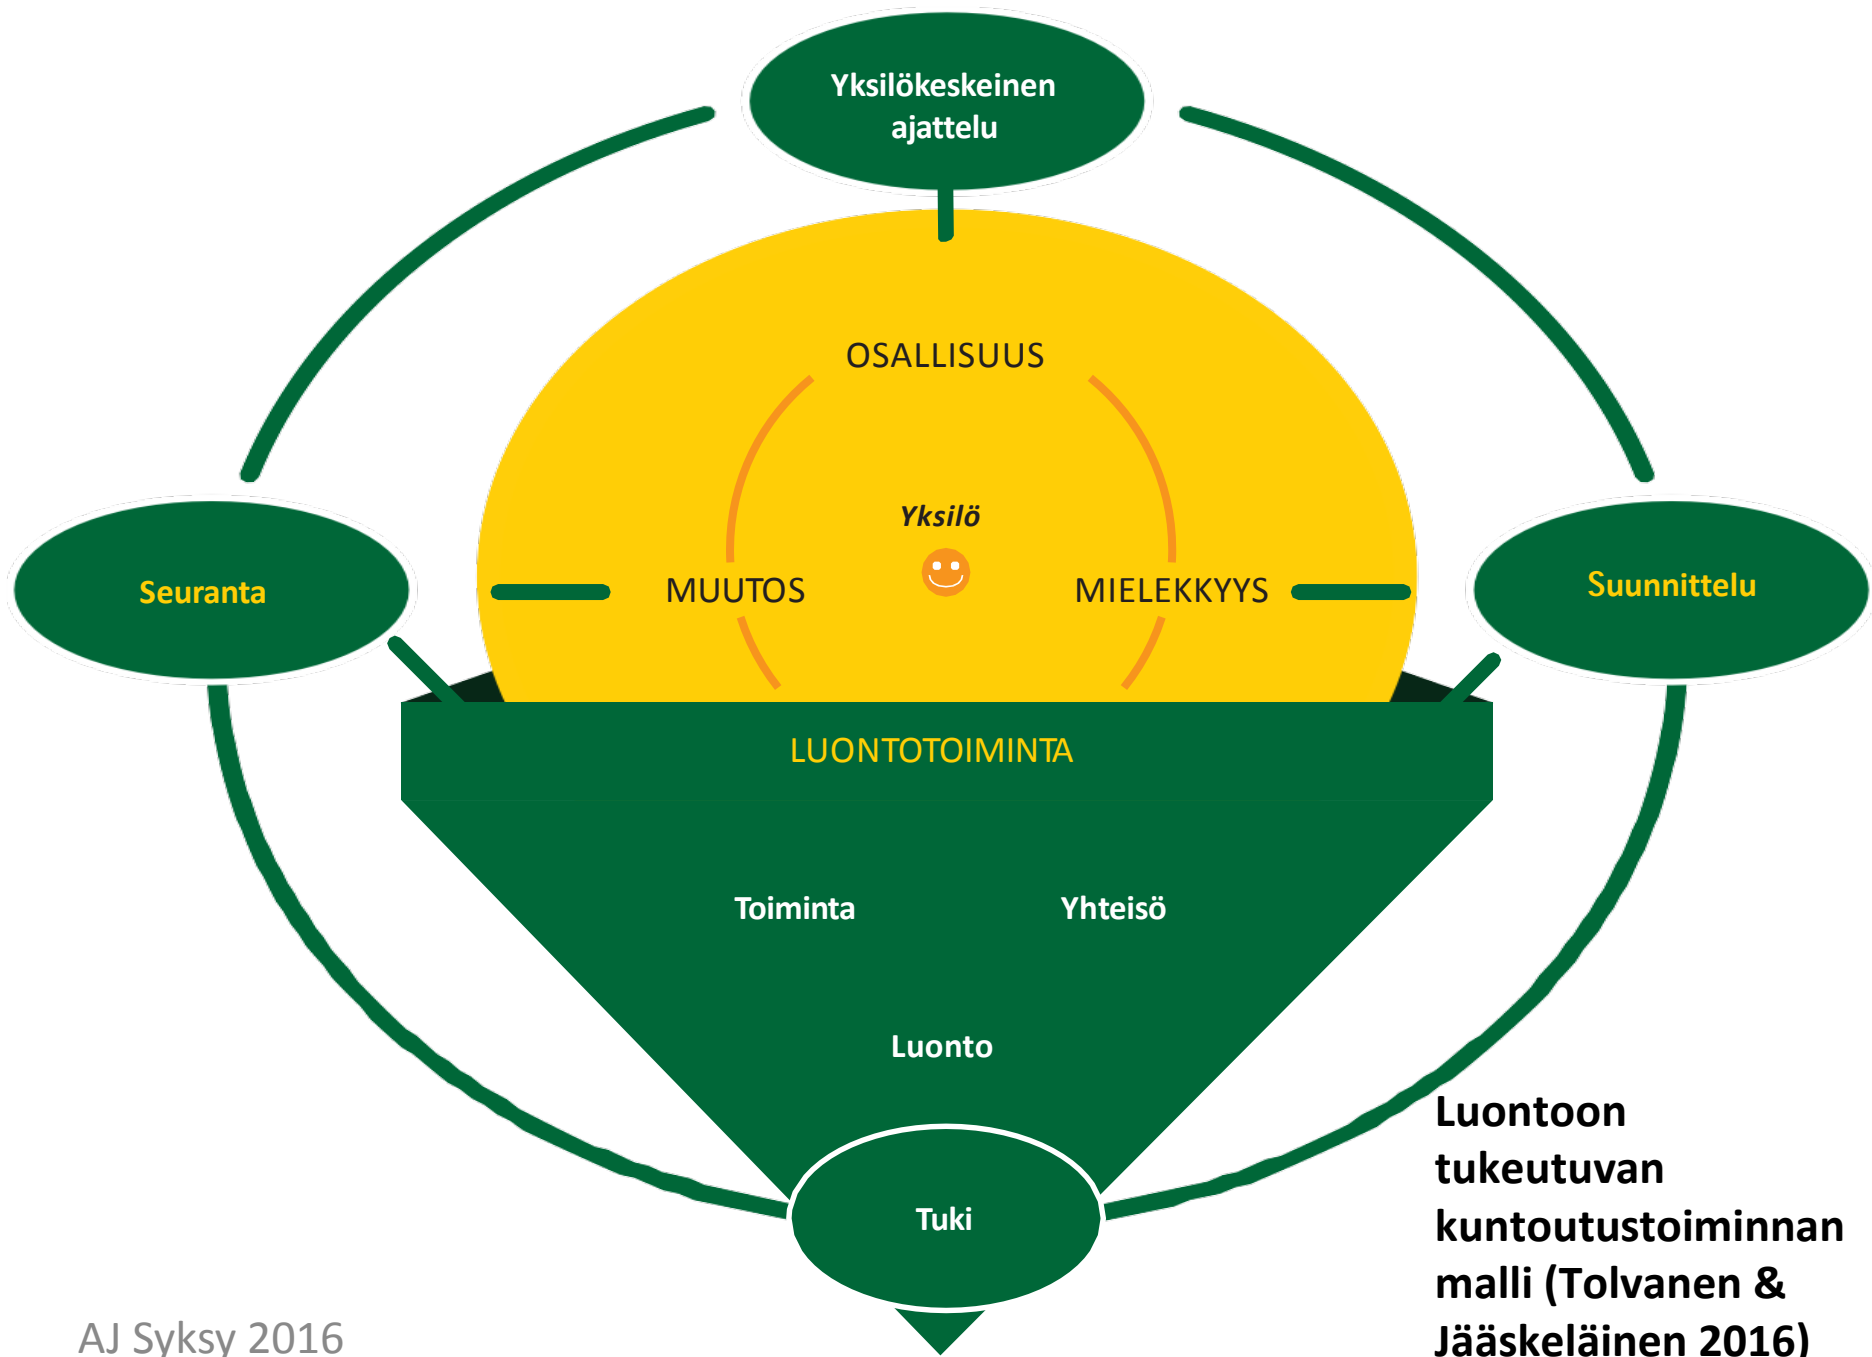 Yksilökeskeinen
ajattelu
OSALLISUUS
Yksilö
Seuranta
MUUTOS
MIELEKKYYS
Suunnittelu
LUONTOTOIMINTA
Toiminta
Yhteisö
Luonto
Tuki
Luontoon
tukeutuvan
kuntoutustoiminnan
malli (Tolvanen &
Jääskeläinen 2016)
AJ Syksy 2016